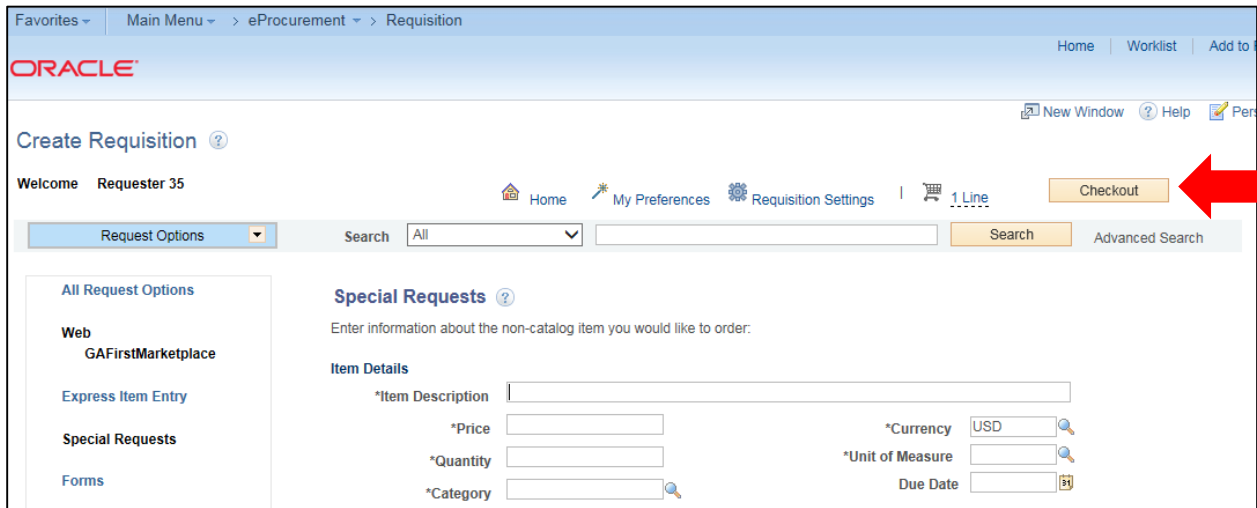 Favorites Main Menu > eProcurement > Requisition
Home Worklist Add to
ORACLE
New Window ? Help Pers
Create Requisition ?
Welcome Requester 35
Home My Preferences Requisition Settings | 1 Line Checkout
Request Options Search All Search Advanced Search
All Request Options
Special Requests ?
Enter information about the non-catalog item you would like to order:
Web
GAFirstMarketplace
Item Details
Express Item Entry
*Item Description
*Price *Currency USD
Special Requests
*Quantity *Unit of Measure
Forms
*Category Due Date 31